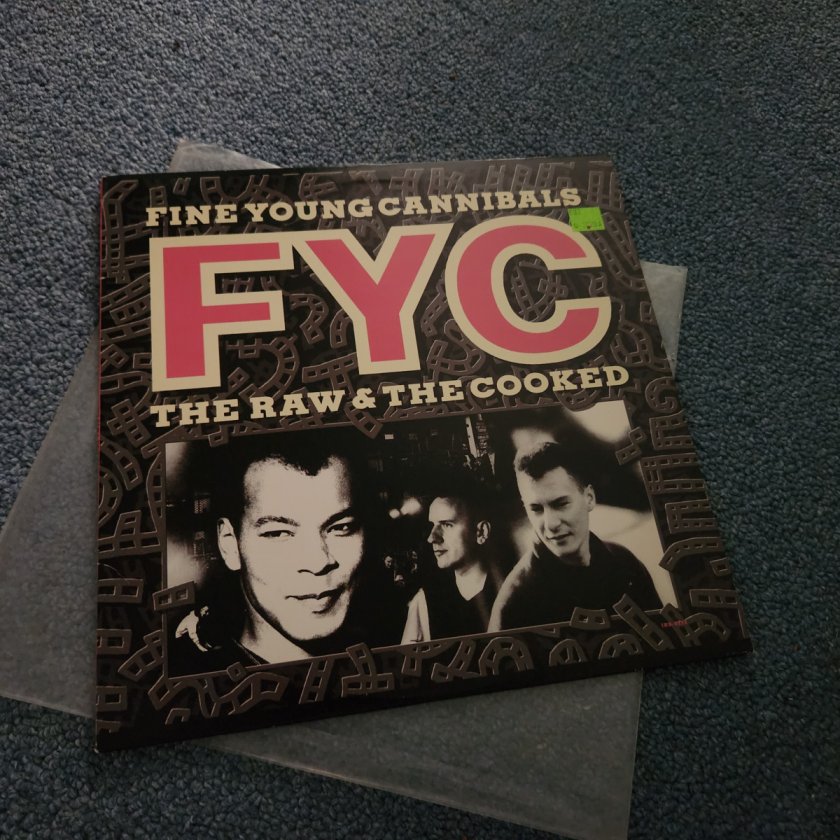 FINE YOUNG CANNIBALS
FYC
THE RAW & THE COOKED